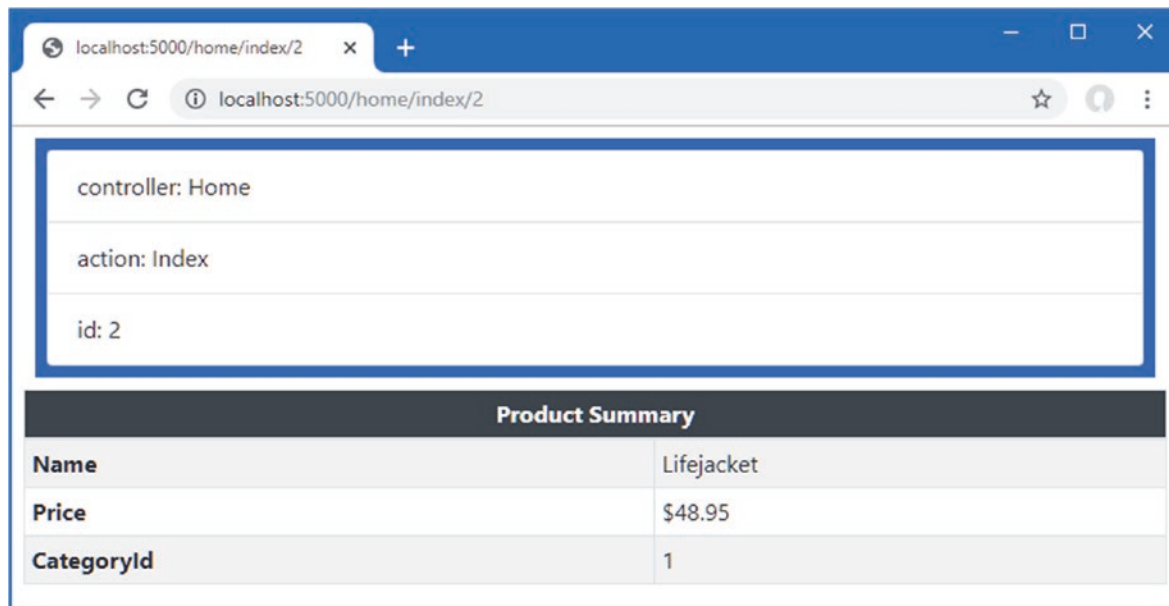 localhost:5000/home/index/2
localhost:5000/home/index/2
controller: Home
action: Index
id: 2
Product Summary
Name Lifejacket
Price $48.95
CategoryId 1